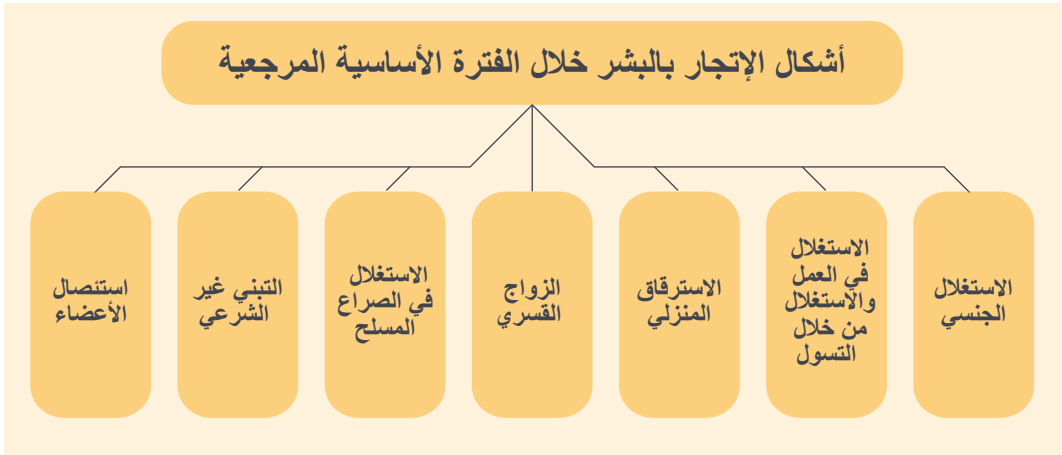 أشكال الإتجار بالبشر خلال الفترة الأساسية المرجعية
الاستغلال
الجنسي
الاستغلال
في العمل
والاستغلال
من خلال
التسول
الاسترقاق
المنزلي
الزواج
القسري
الاستغلال
في الصراع
المسلح
التبني غير
الشرعي
استئصال
الأعضاء